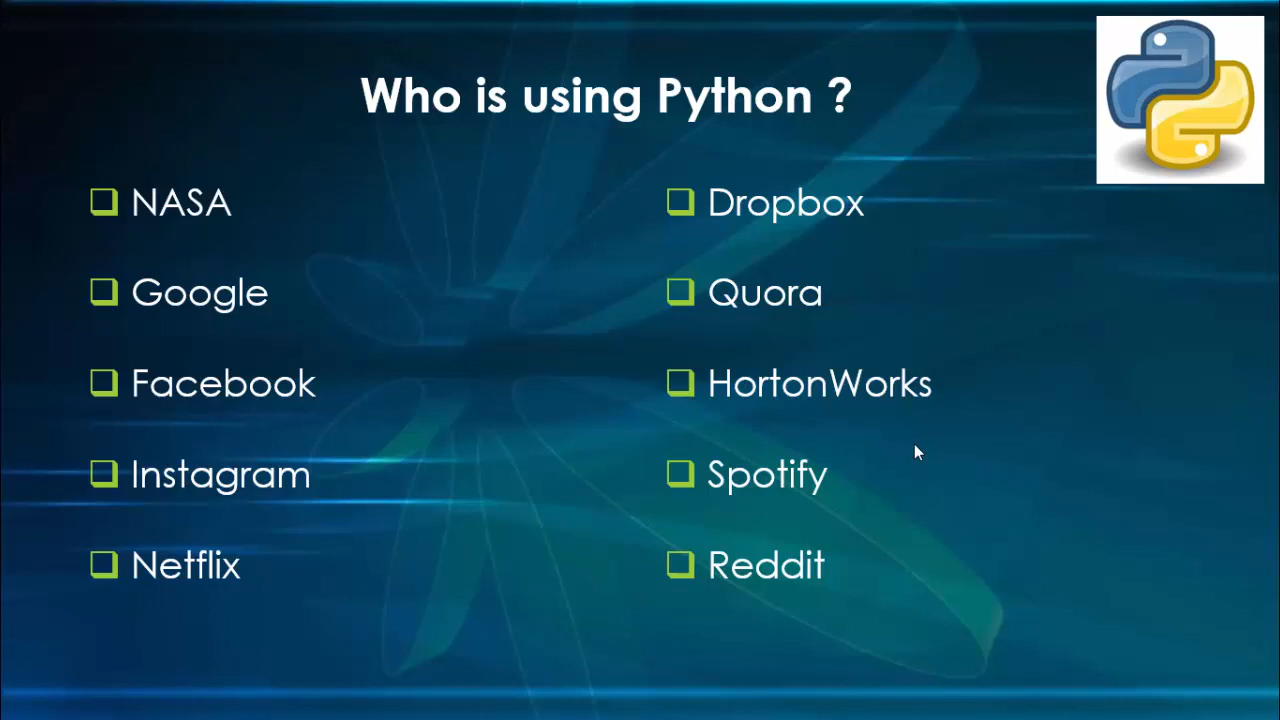 Who is using Python ?
NASA
Google
Facebook
Instagram
Netflix
Dropbox
Quora
HortonWorks
Spotify
Reddit